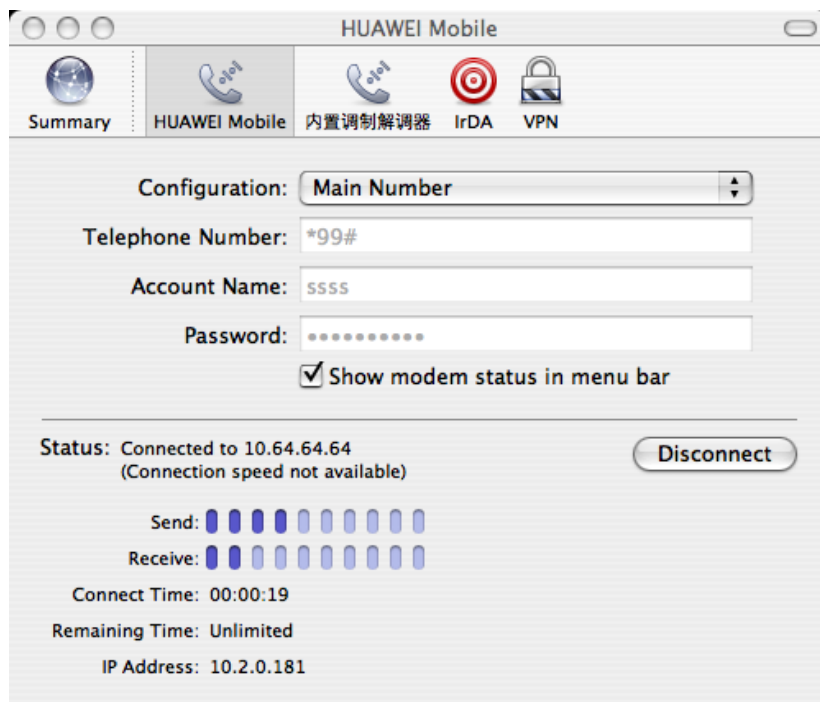 HUAWEI Mobile
Summary HUAWEI Mobile 内置调制解调器 IrDA VPN
Configuration: Main Number
Telephone Number: *99#
Account Name: ssss
Password: ••••••••••
Show modem status in menu bar
Status: Connected to 10.64.64.64 Disconnect
(Connection speed not available)
Send:
Receive:
Connect Time: 00:00:19
Remaining Time: Unlimited
IP Address: 10.2.0.181